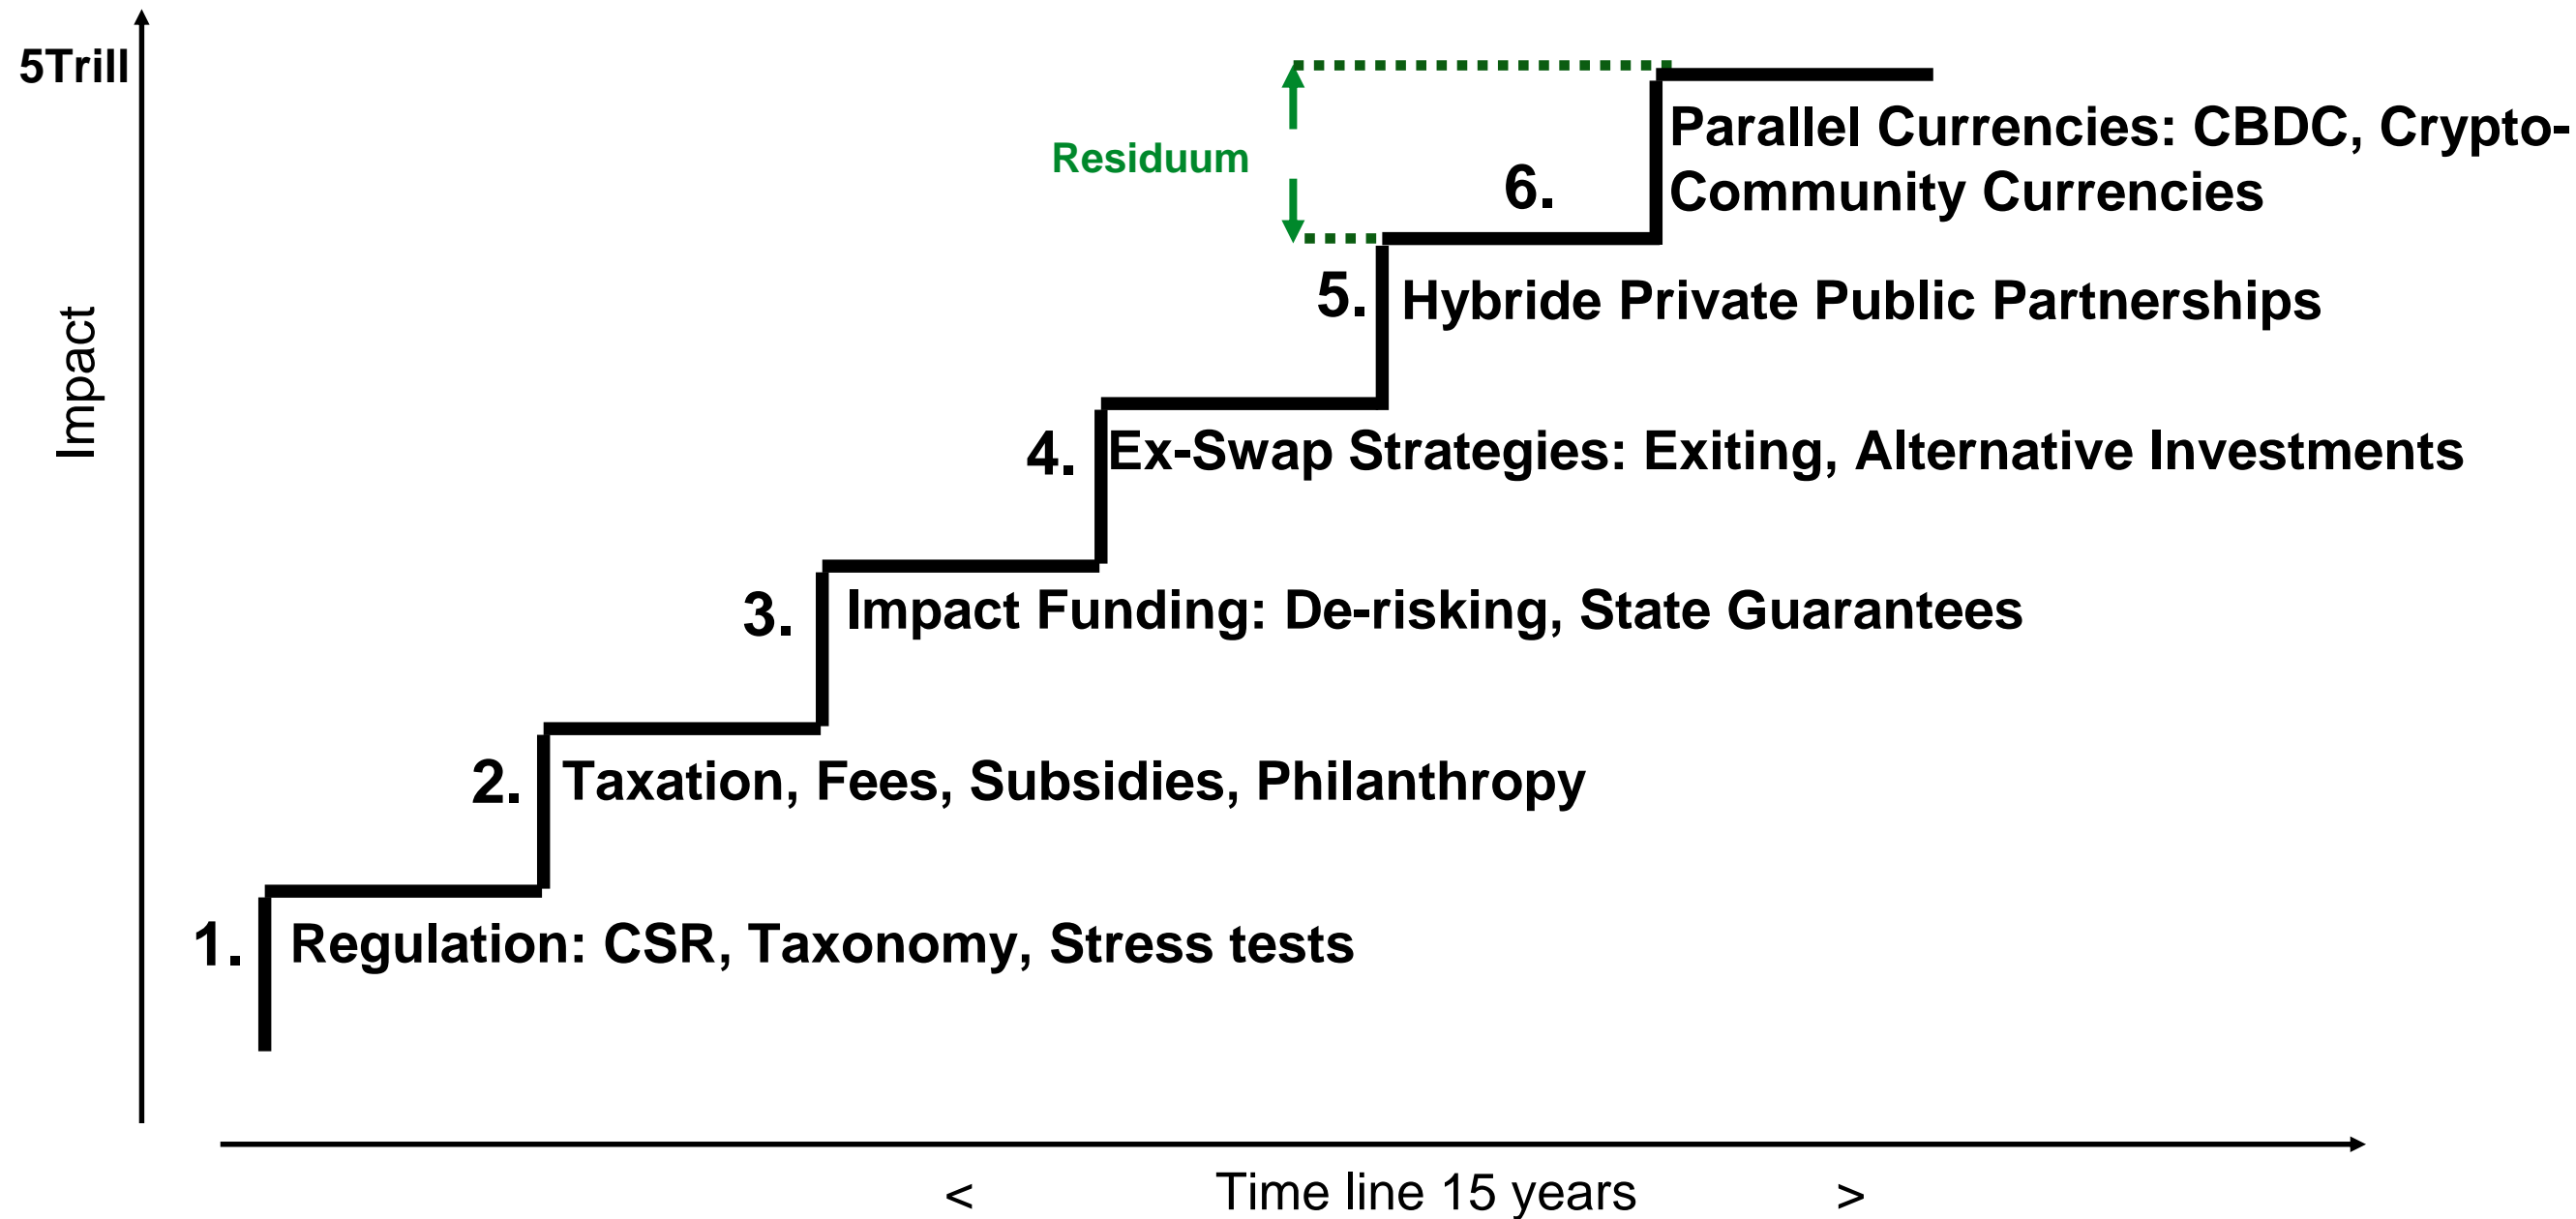 5Trill
Impact
Residuum
6.
Parallel Currencies: CBDC, Crypto-
Community Currencies
5.
Hybride Private Public Partnerships
4.
Ex-Swap Strategies: Exiting, Alternative Investments
3.
Impact Funding: De-risking, State Guarantees
2.
Taxation, Fees, Subsidies, Philanthropy
1.
Regulation: CSR, Taxonomy, Stress tests
< Time line 15 years >